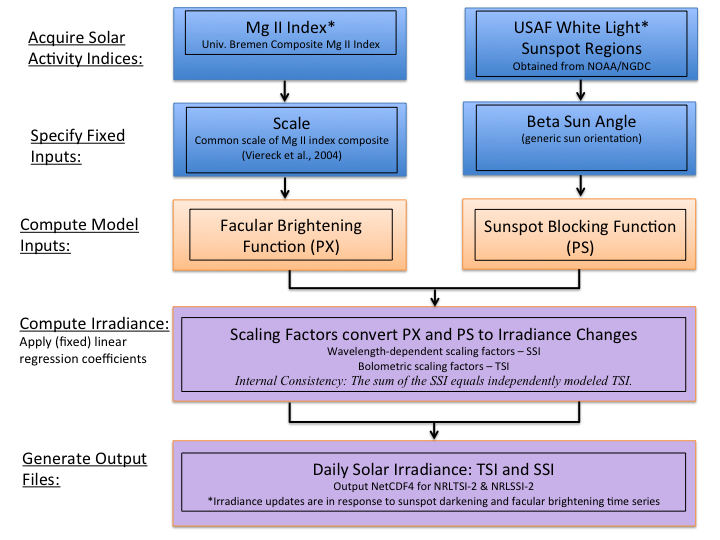 Acquire Solar
Activity Indices:
Mg II Index*
Univ. Bremen Composite Mg II Index
USAF White Light*
Sunspot Regions
Obtained from NOAA/NGDC
Specify Fixed
Inputs:
Scale
Common scale of Mg II index composite
(Viereck et al., 2004)
Beta Sun Angle
(generic sun orientation)
Compute Model
Inputs:
Facular Brightening
Function (PX)
Sunspot Blocking Function
(PS)
Compute Irradiance:
Apply (fixed) linear
regression coefficients
Scaling Factors convert PX and PS to Irradiance Changes
Wavelength-dependent scaling factors – SSI
Bolometric scaling factors – TSI
Internal Consistency: The sum of the SSI equals independently modeled TSI.
Generate Output
Files:
Daily Solar Irradiance: TSI and SSI
Output NetCDF4 for NRLTSI-2 & NRLSSI-2
*Irradiance updates are in response to sunspot darkening and facular brightening time series